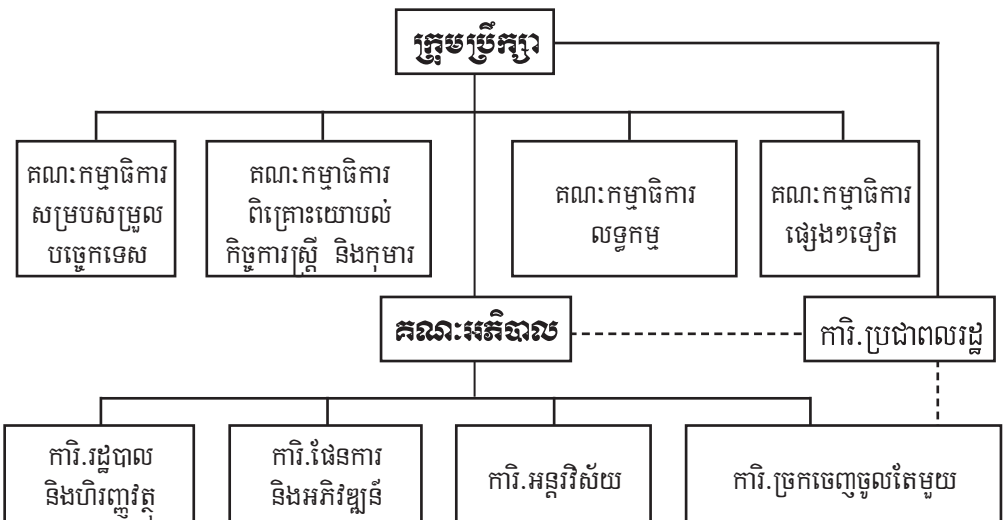 ក្រុមប្រឹក្សា
គណៈកម្មាធិការ
សម្របសម្រួល
បច្ចេកទេស
គណៈកម្មាធិការ
ពិគ្រោះយោបល់
កិច្ចការស្ត្រី និងកុមារ
គណៈកម្មាធិការ
លទ្ធកម្ម
គណៈកម្មាធិការ
ផ្សេងៗទៀត
គណៈអភិបាល
ការិ.ប្រជាពលរដ្ឋ
ការិ.រដ្ឋបាល
និងហិរញ្ញវត្ថុ
ការិ.ផែនការ
និងអភិវឌ្ឍន៍
ការិ.អន្តរវិស័យ
ការិ.ច្រកចេញចូលតែមួយ